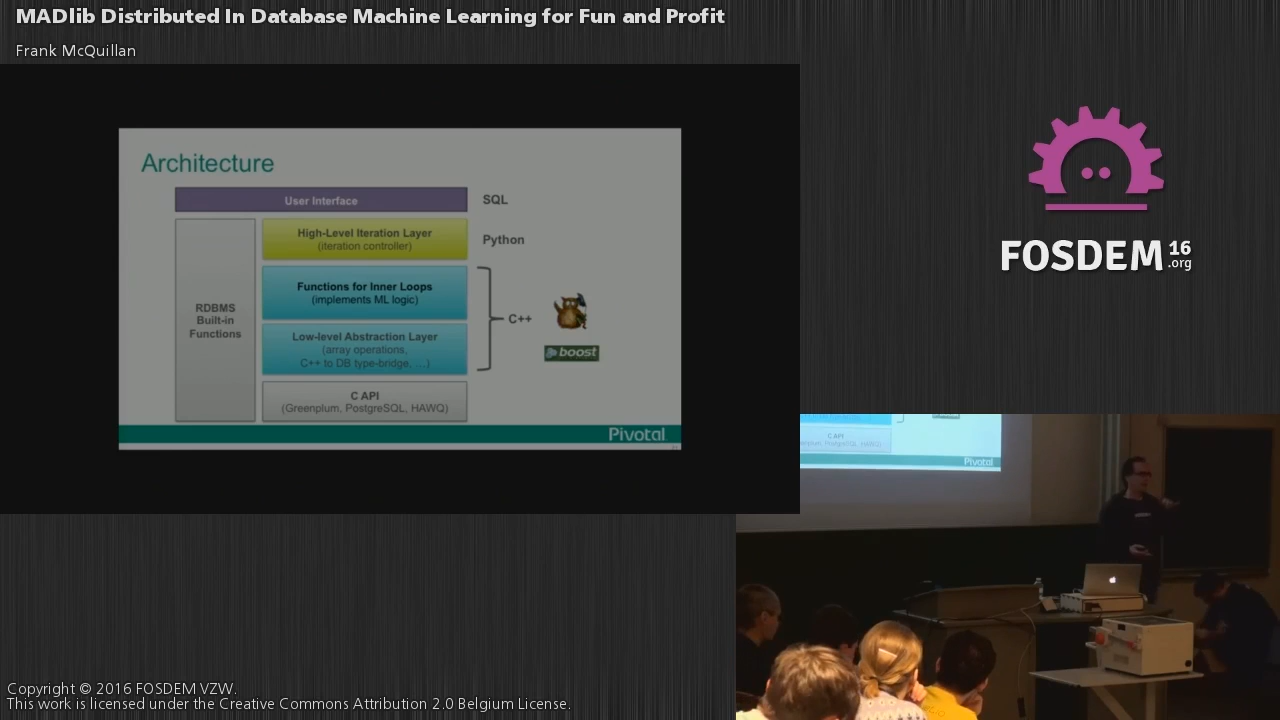 MADlib Distributed In Database Machine Learning for Fun and Profit
Frank McQuillan
Architecture
User Interface
SQL
High-Level Iteration Layer
(iteration controller)
Python
RDBMS
Built-in
Functions
Functions for Inner Loops
(implements ML logic)
Low-level Abstraction Layer
(array operations,
C++ to DB type-bridge, ...)
C++
boost
C API
(Greenplum, PostgreSQL, HAWQ)
Pivotal
FOSDEM 16
.org
C API
PostgreSQL, HAWQ)
Pivotal
Copyright © 2016 FOSDEM VZW.
This work is licensed under the Creative Commons Attribution 2.0 Belgium License.